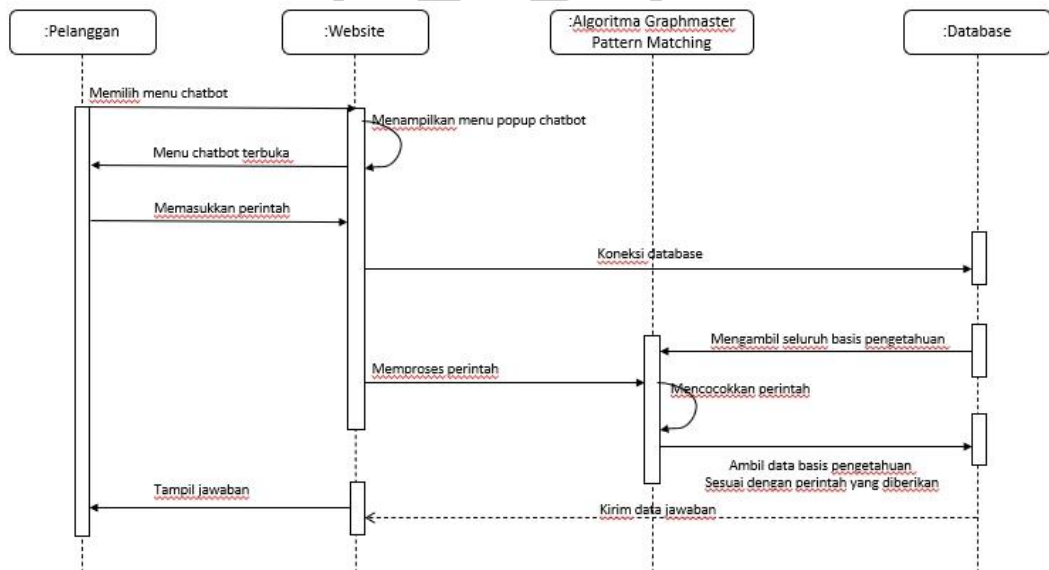 :Pelanggan
:Website
:Algoritma Graphmaster
Pattern Matching
:Database
Memilih menu chatbot
Menampilkan menu popup chatbot
Menu chatbot terbuka
Memasukkan perintah
Koneksi database
Mengambil seluruh basis pengetahuan
Memproses perintah
Mencocokkan perintah
Ambil data basis pengetahuan
Sesuai dengan perintah yang diberikan
Tampil jawaban
Kirim data jawaban